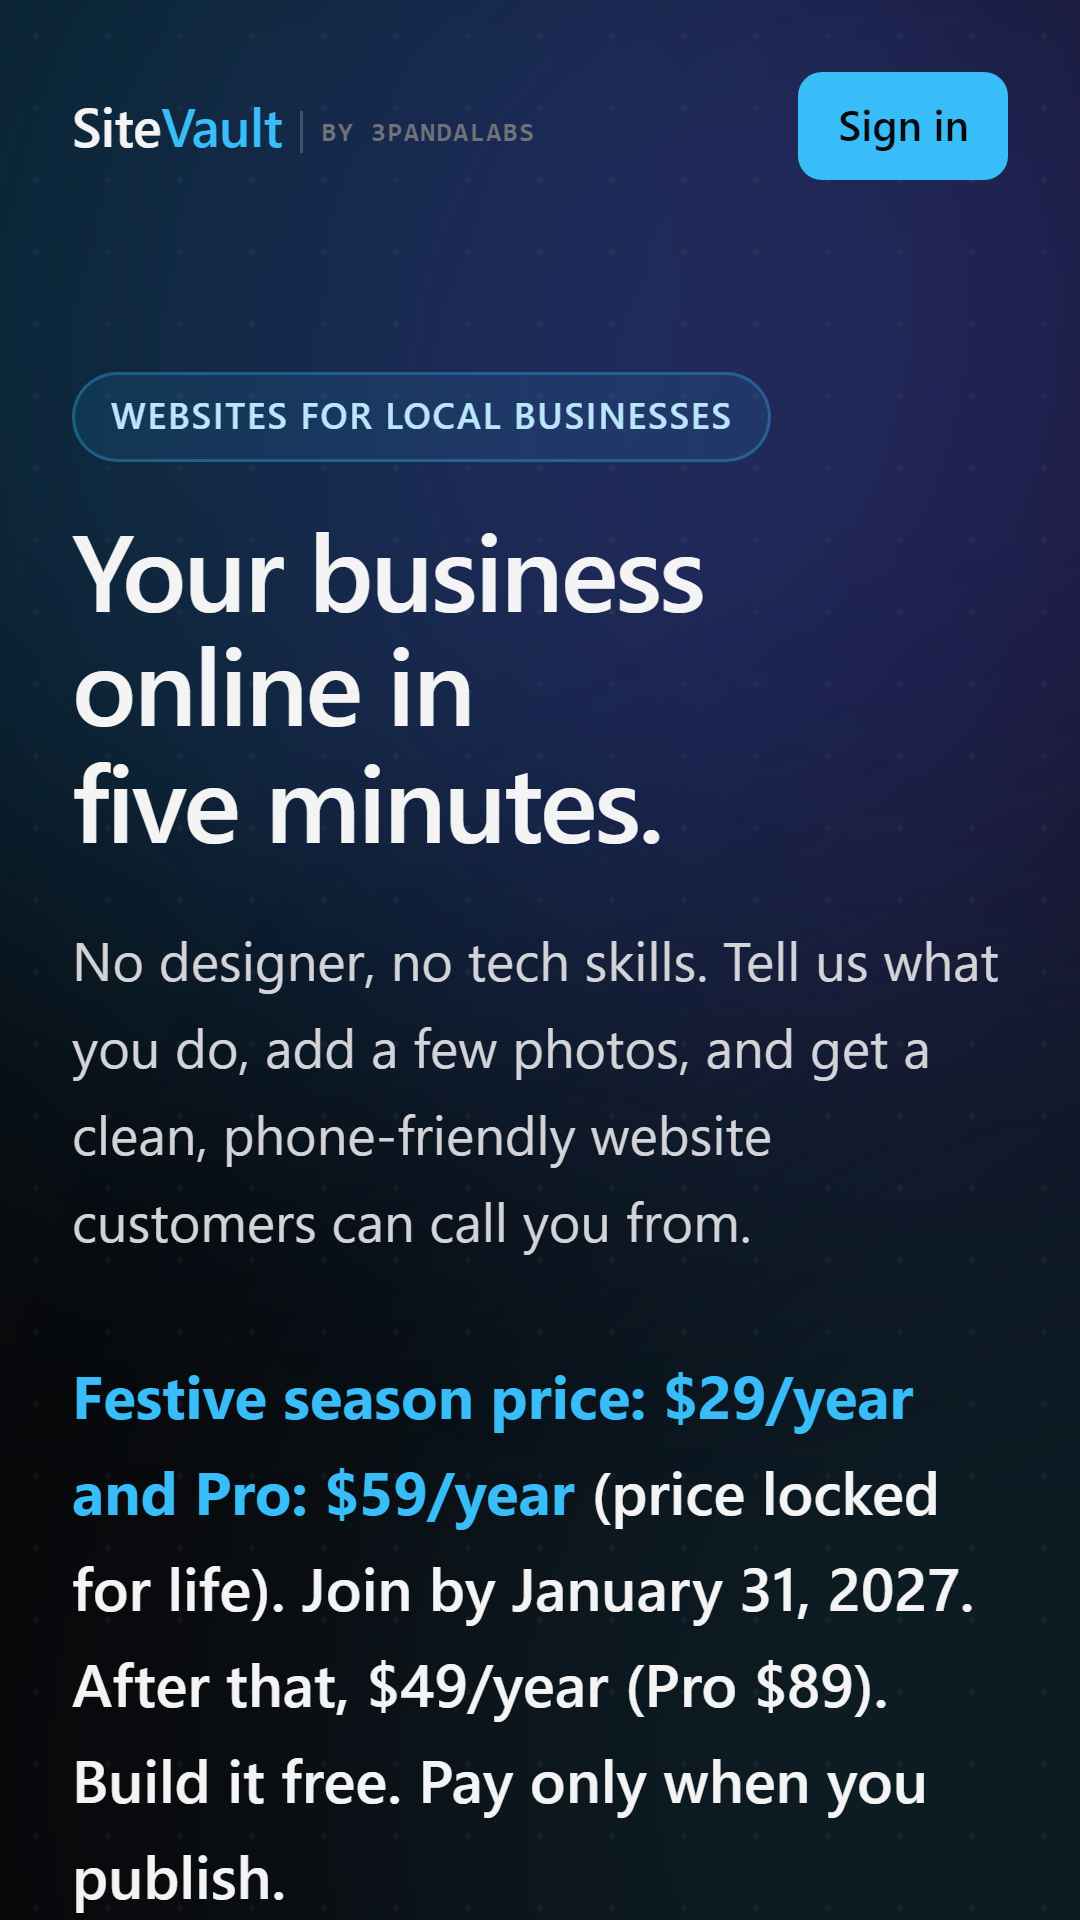 SiteVault | BY 3PANDALABS
Sign in
WEBSITES FOR LOCAL BUSINESSES
Your business
online in
five minutes.
No designer, no tech skills. Tell us what
you do, add a few photos, and get a
clean, phone-friendly website
customers can call you from.
Festive season price: $29/year
and Pro: $59/year (price locked
for life). Join by January 31, 2027.
After that, $49/year (Pro $89).
Build it free. Pay only when you
publish.